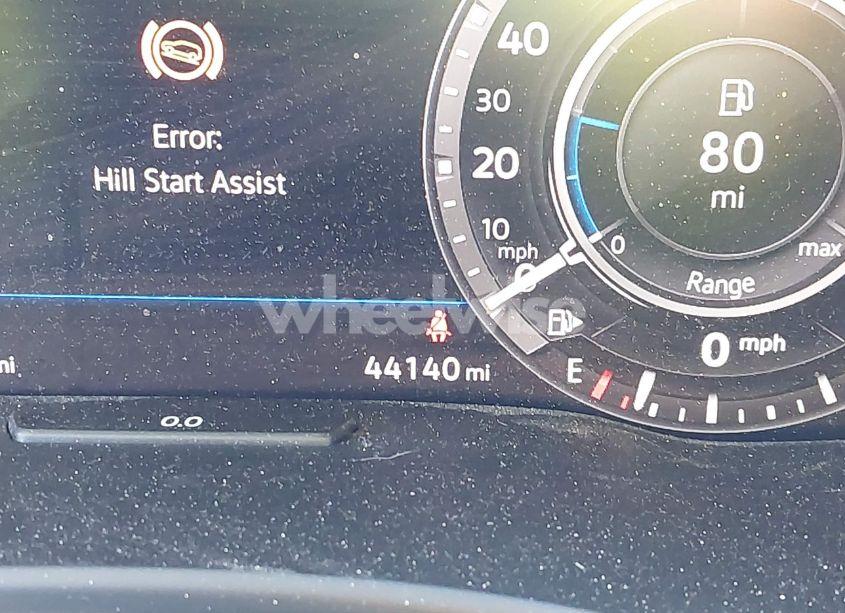 Error:
Hill Start Assist
40
30
20
10
mph
0
80
mi
0
max
Range
wheelwise
mi
44140 mi
E
0 mph
0.0